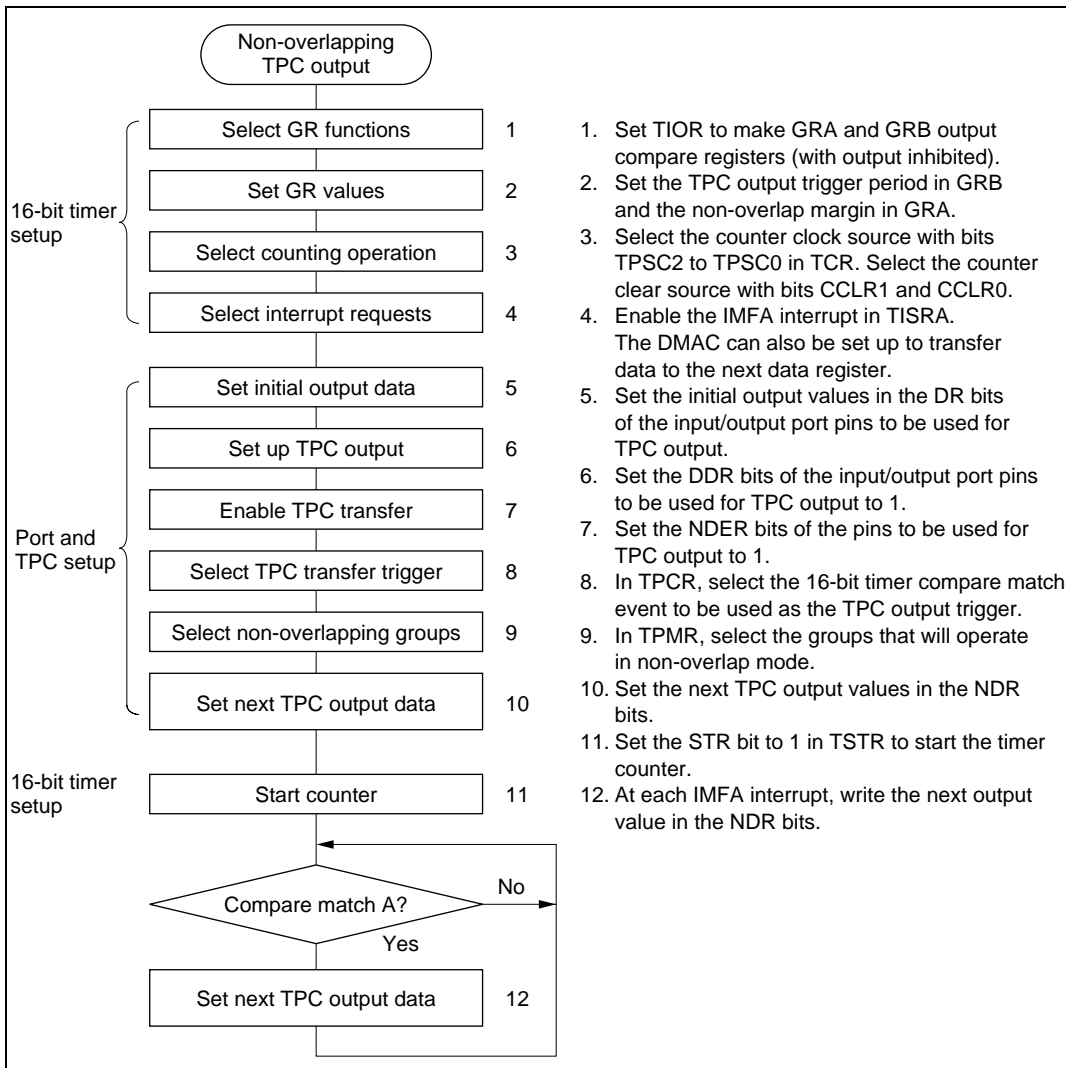 Non-overlapping
TPC output
16-bit timer
setup
Select GR functions 1
Set GR values 2
Select counting operation 3
Select interrupt requests 4
Port and
TPC setup
Set initial output data 5
Set up TPC output 6
Enable TPC transfer 7
Select TPC transfer trigger 8
Select non-overlapping groups 9
Set next TPC output data 10
16-bit timer
setup
Start counter 11
Compare match A?
No
Yes
Set next TPC output data 12
1. Set TIOR to make GRA and GRB output
compare registers (with output inhibited).
2. Set the TPC output trigger period in GRB
and the non-overlap margin in GRA.
3. Select the counter clock source with bits
TPSC2 to TPSC0 in TCR. Select the counter
clear source with bits CCLR1 and CCLR0.
4. Enable the IMFA interrupt in TISRA.
The DMAC can also be set up to transfer
data to the next data register.
5. Set the initial output values in the DR bits
of the input/output port pins to be used for
TPC output.
6. Set the DDR bits of the input/output port pins
to be used for TPC output to 1.
7. Set the NDER bits of the pins to be used for
TPC output to 1.
8. In TPCR, select the 16-bit timer compare match
event to be used as the TPC output trigger.
9. In TPMR, select the groups that will operate
in non-overlap mode.
10. Set the next TPC output values in the NDR
bits.
11. Set the STR bit to 1 in TSTR to start the timer
counter.
12. At each IMFA interrupt, write the next output
value in the NDR bits.